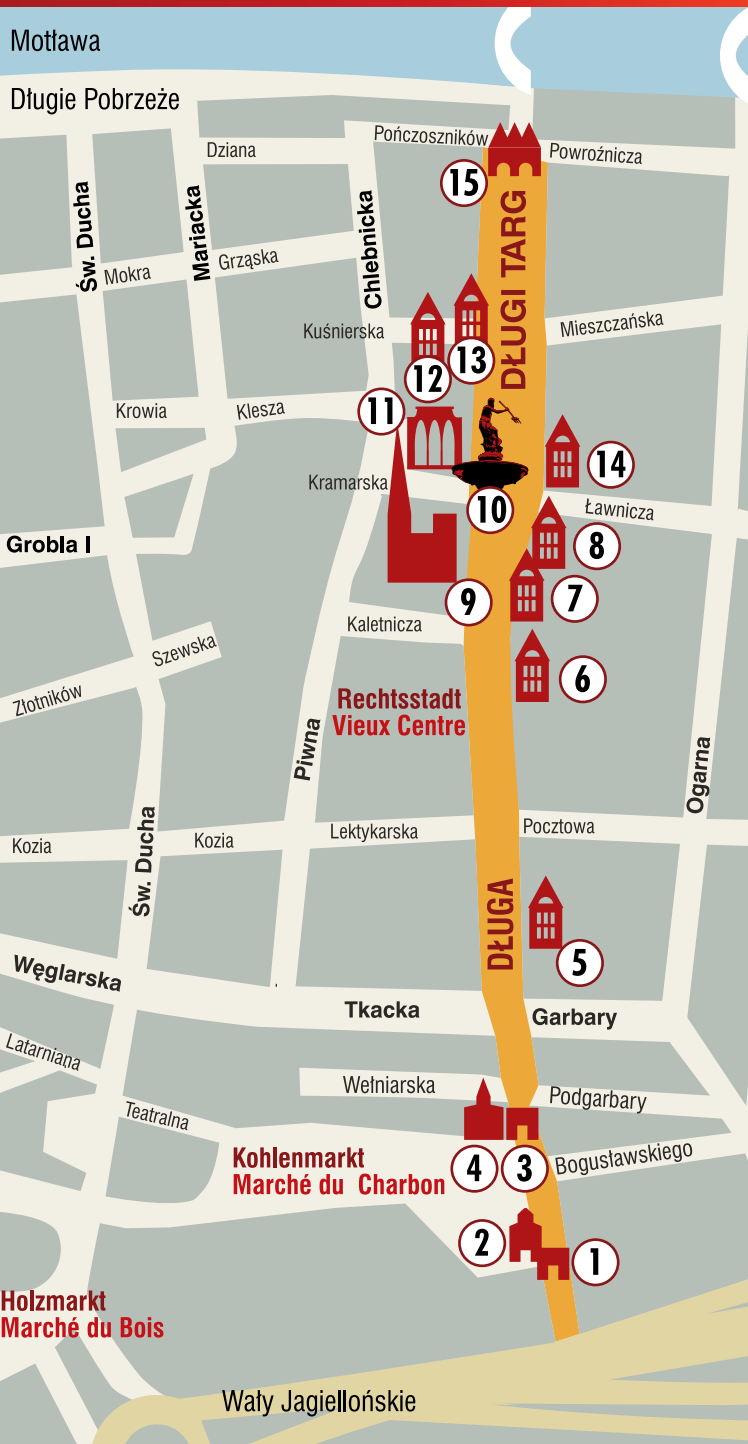 Motława
Długie Pobrzeże
Pończoszników
Powroźnicza
Dziana
15
Św. Ducha
Mariacka
Chlebnicka
DŁUGI TARG
Mokra
Grząska
Kuśnierska
Mieszczańska
13
12
11
Krowia
Klesza
14
Kramarska
10
Ławnicza
Grobla I
8
9
7
Kaletnicza
Szewska
6
Złotników
Rechtsstadt
Vieux Centre
Piwna
Ogarna
Kozia
Kozia
Lektykarska
Pocztowa
Św. Ducha
DŁUGA
5
Węglarska
Tkacka
Garbary
Latarniana
Wełniarska
Podgarbary
Teatralna
Kohlenmarkt
Marché du Charbon
4
3
Bogusławskiego
2
1
Holzmarkt
Marché du Bois
Wały Jagiellońskie